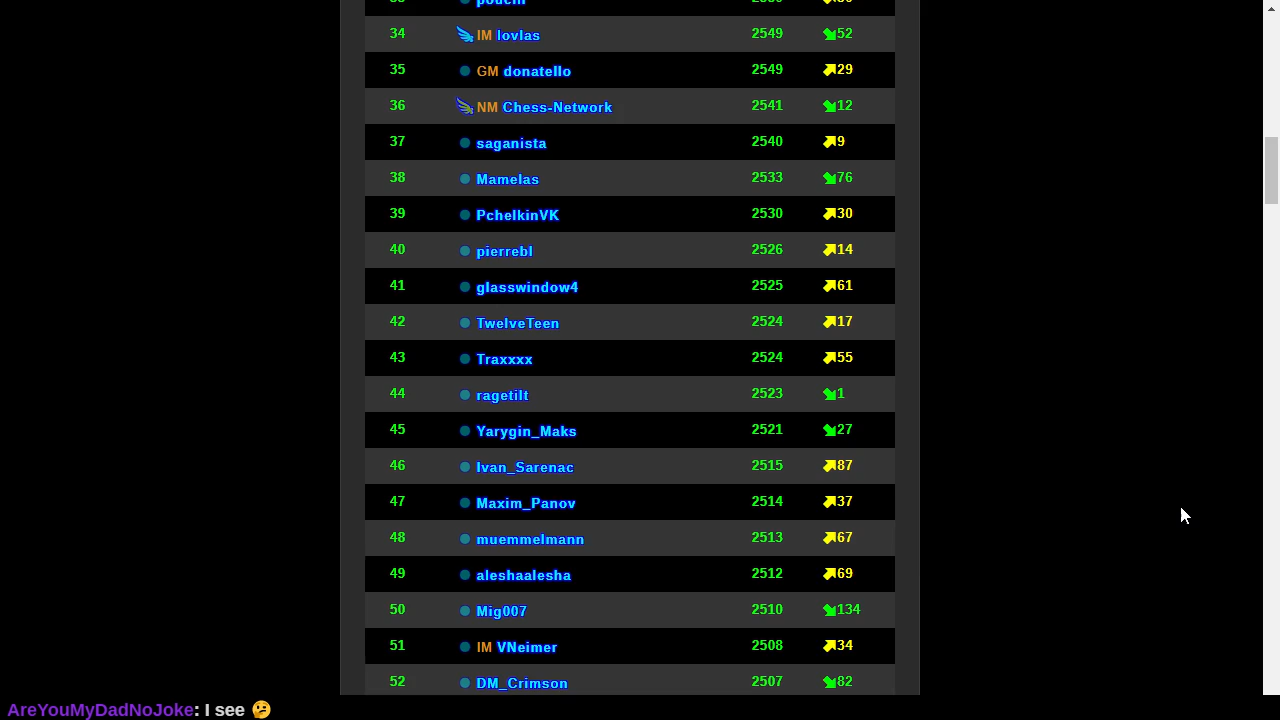 34 IM lovlas 2549 52
35 GM donatello 2549 29
36 NM Chess-Network 2541 12
37 saganista 2540 9
38 Mamelas 2533 76
39 PchelkinVK 2530 30
40 pierrebl 2526 14
41 glasswindow4 2525 61
42 TwelveTeen 2524 17
43 Traxxxx 2524 55
44 ragetilt 2523 1
45 Yarygin_Maks 2521 27
46 Ivan_Sarenac 2515 87
47 Maxim_Panov 2514 37
48 muemmelmann 2513 67
49 aleshaalesha 2512 69
50 Mig007 2510 134
51 IM VNeimer 2508 34
52 DM_Crimson 2507 82
AreYouMyDadNoJoke: I see 🤔